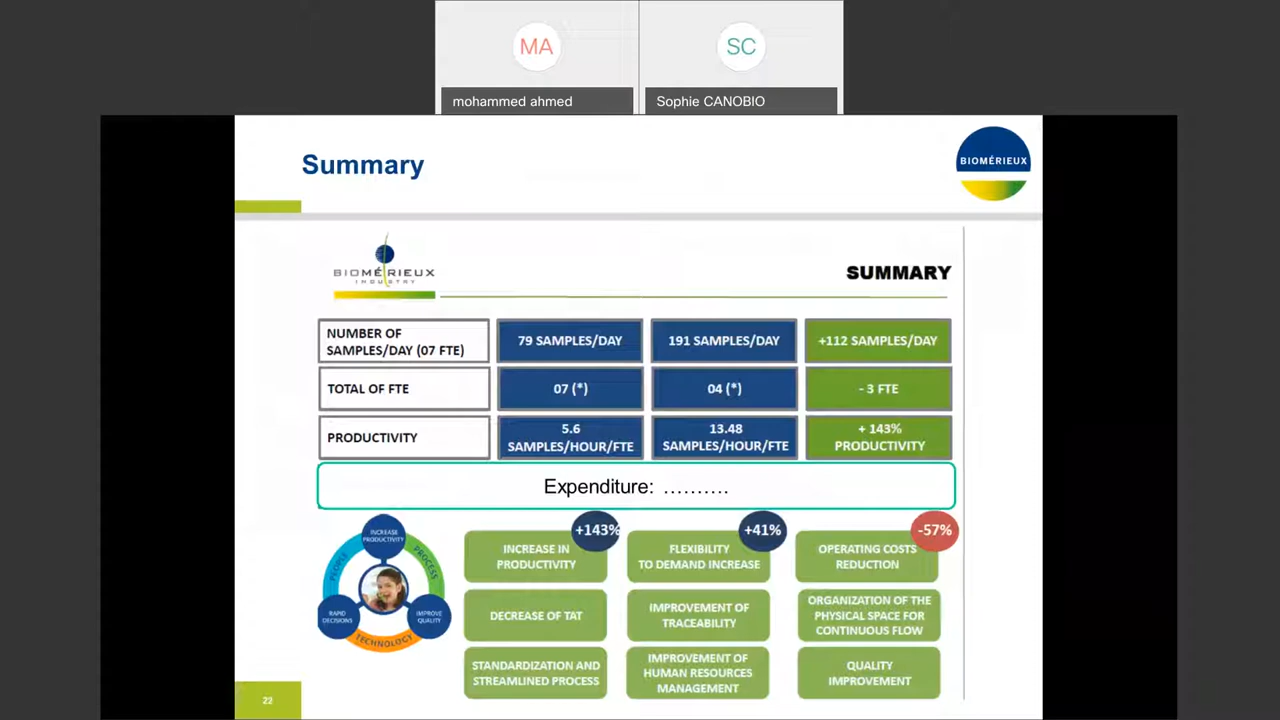 MA
SC
mohammed ahmed
Sophie CANOBIO
Summary
BIOMÉRIEUX
BIOMÉRIEUX
INDUSTRY
SUMMARY
NUMBER OF
SAMPLES/DAY (07 FTE)
79 SAMPLES/DAY
191 SAMPLES/DAY
+112 SAMPLES/DAY
TOTAL OF FTE
07 (*)
04 (*)
- 3 FTE
PRODUCTIVITY
5.6
SAMPLES/HOUR/FTE
13.48
SAMPLES/HOUR/FTE
+ 143%
PRODUCTIVITY
Expenditure: ..........
INCREASE
PRODUCTIVITY
PEOPLE
PROCESS
RAPID
DECISIONS
IMPROVE
QUALITY
TECHNOLOGY
+143%
INCREASE IN
PRODUCTIVITY
+41%
FLEXIBILITY
TO DEMAND INCREASE
-57%
OPERATING COSTS
REDUCTION
DECREASE OF TAT
IMPROVEMENT OF
TRACEABILITY
ORGANIZATION OF THE
PHYSICAL SPACE FOR
CONTINUOUS FLOW
STANDARDIZATION AND
STREAMLINED PROCESS
IMPROVEMENT OF
HUMAN RESOURCES
MANAGEMENT
QUALITY
IMPROVEMENT
22